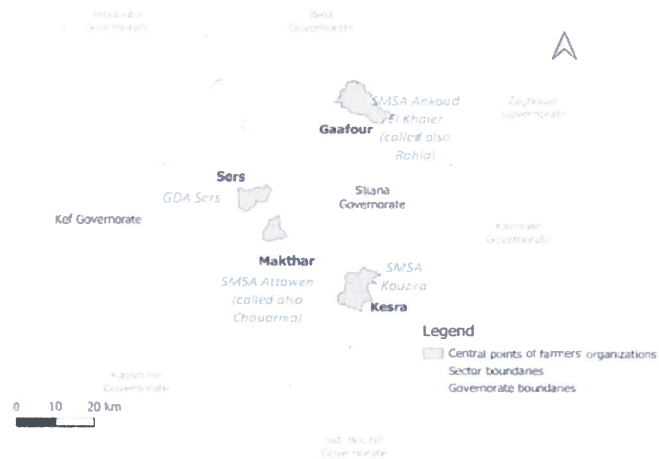 Beja
Governorate
Governorate
Zaghouan
Governorate
SMSA Ankoud
El Khaier
(called also
Rahla)
Gaafour
Sers
GDA Sers
Siliana
Governorate
Kef Governorate
Kairouan
Governorate
Makthar
SMSA Attawen
(called also
Chouarnia)
SMSA
Kouzira
Kesra
Legend
Central points of farmers' organizations
Sector boundaries
Governorate boundaries
Kasserine
Governorate
0 10 20 km
Sidi Bouzid
Governorate